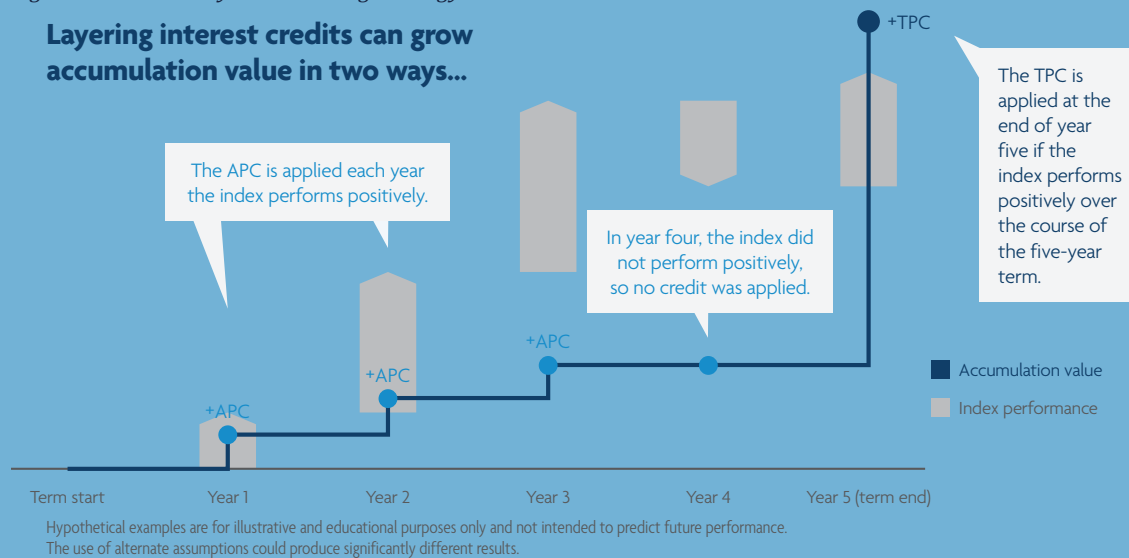 Layering interest credits can grow
accumulation value in two ways...
+TPC
The TPC is
applied at the
end of year
five if the
index performs
positively over
the course of
the five-year
term.
The APC is applied each year
the index performs positively.
In year four, the index did
not perform positively,
so no credit was applied.
+APC
+APC
+APC
Accumulation value
Index performance
Term start
Year 1
Year 2
Year 3
Year 4
Year 5 (term end)
Hypothetical examples are for illustrative and educational purposes only and not intended to predict future performance.
The use of alternate assumptions could produce significantly different results.